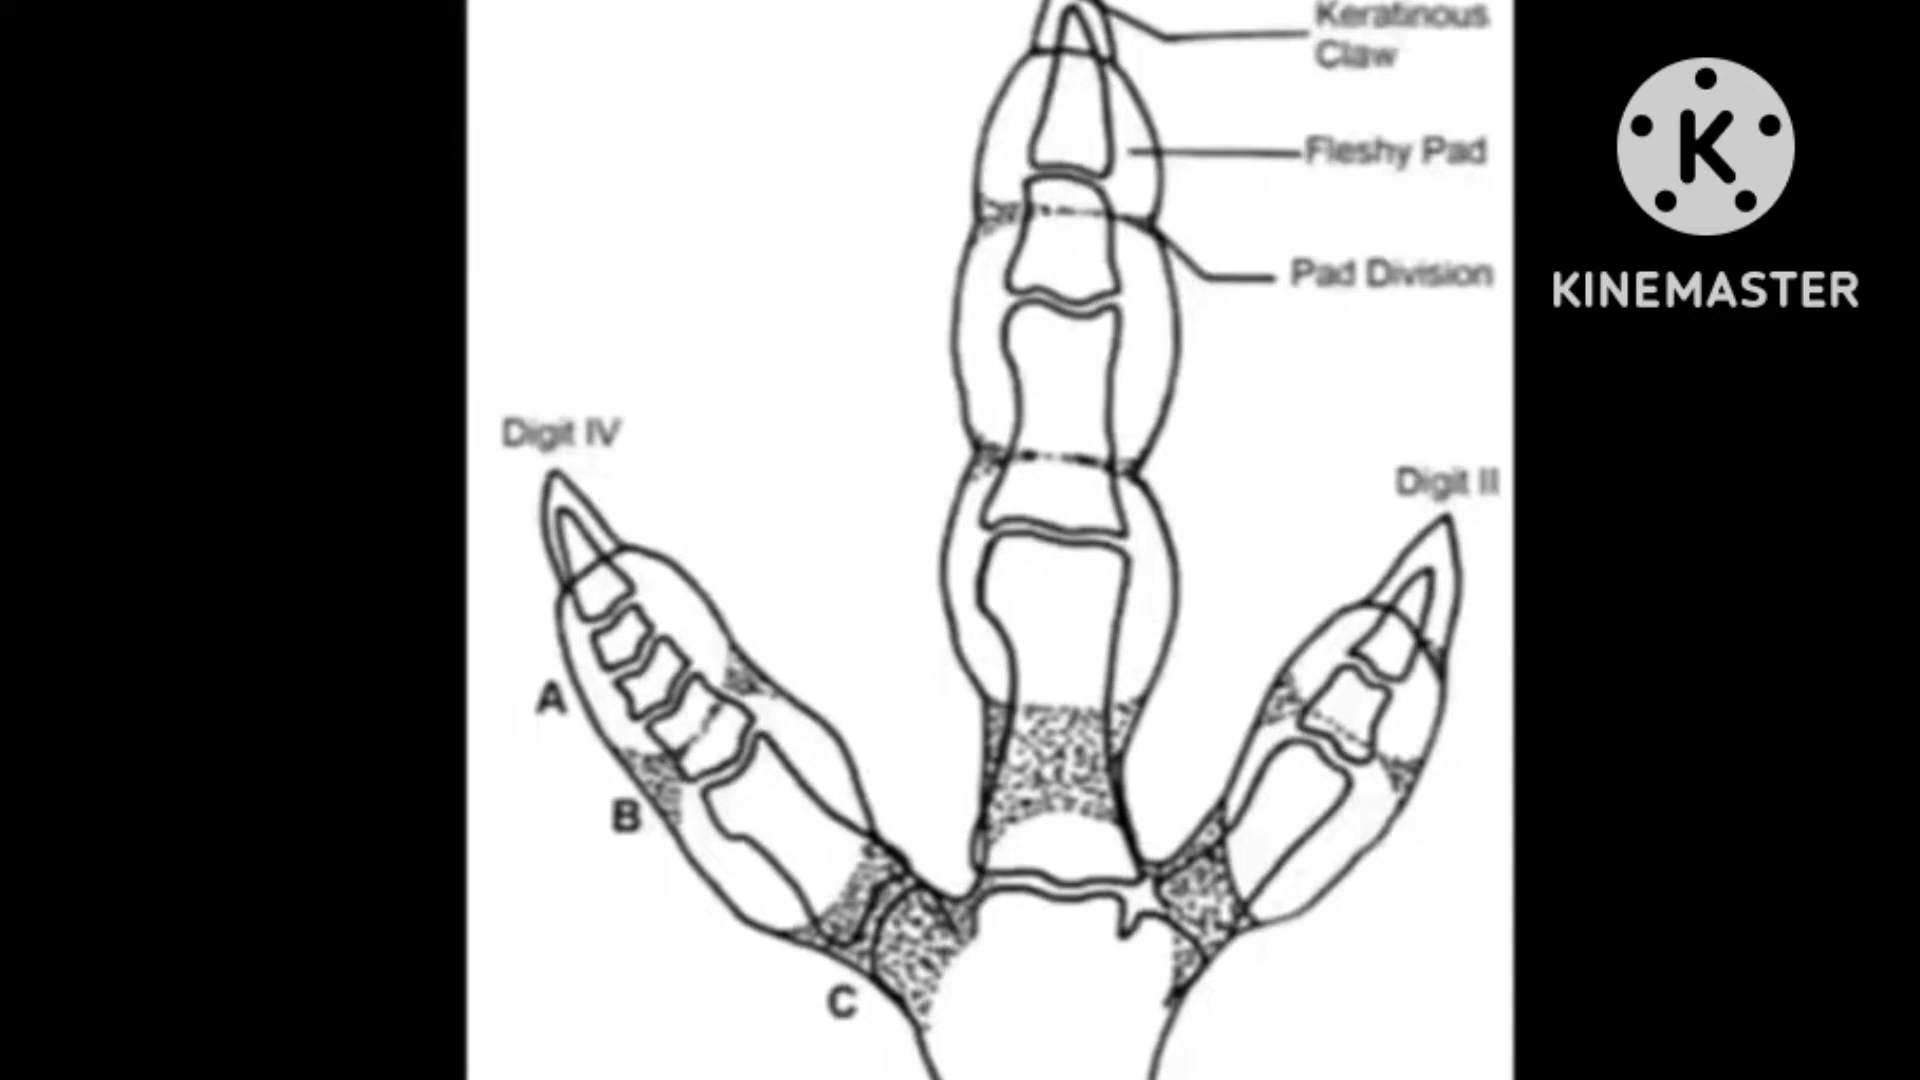 Keratinous
Claw
Fleshy Pad
Pad Division
Digit IV
Digit II
A
B
C
K
KINEMASTER